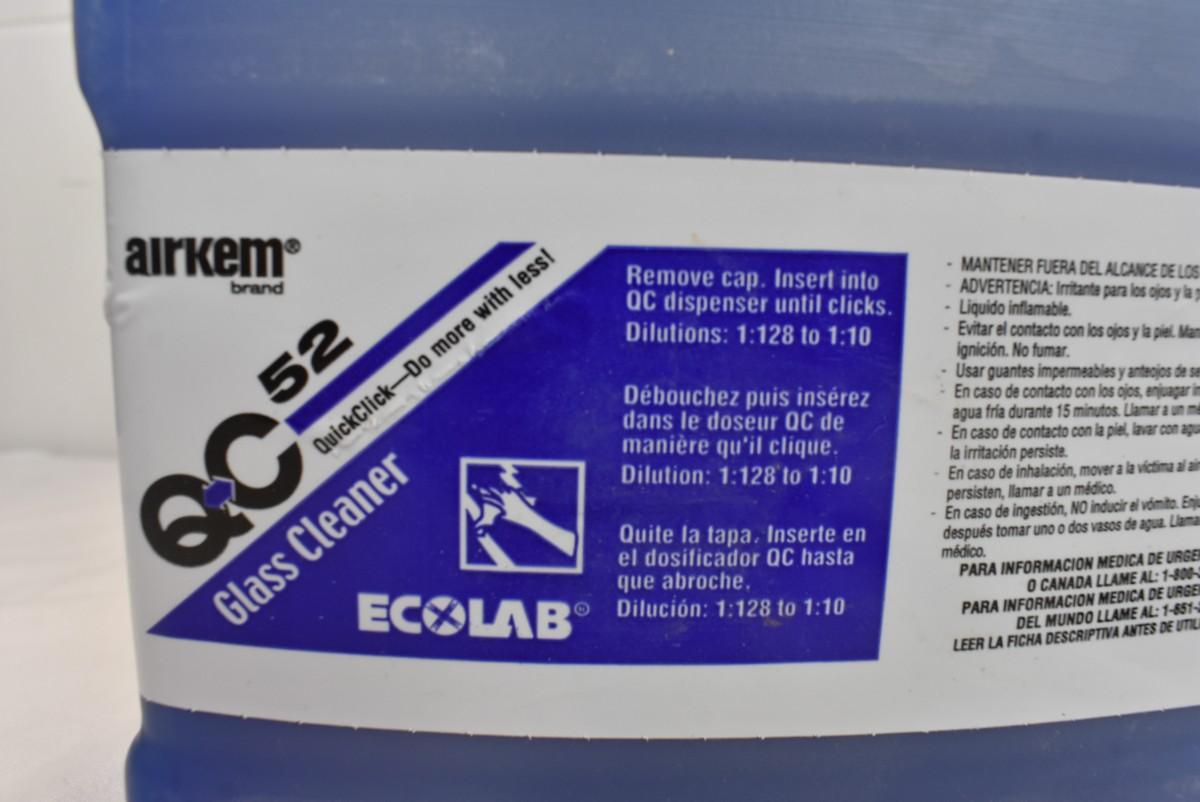 airkem®
brand
QC 52
QuickClick—Do more with less!
Glass Cleaner
ECOLAB®
Remove cap. Insert into
QC dispenser until clicks.
Dilutions: 1:128 to 1:10
Débouchez puis insérez
dans le doseur QC de
manière qu'il clique.
Dilution: 1:128 to 1:10
Quite la tapa. Inserte en
el dosificador QC hasta
que abroche.
Dilución: 1:128 to 1:10
- MANTENER FUERA DEL ALCANCE DE LOS
- ADVERTENCIA: Irritante para los ojos y la
- Liquido inflamable.
- Evitar el contacto con los ojos y la piel.
ignición. No fumar.
- Usar guantes impermeables y anteojos de
- En caso de contacto con los ojos, enjuagar
agua fría durante 15 minutos. Llamar a un
- En caso de contacto con la piel, lavar con
la irritación persiste.
- En caso de inhalación, mover a la víctima al
persisten, llamar a un médico.
- En caso de ingestión, NO inducir el vómito.
después tomar uno o dos vasos de agua.
médico.
PARA INFORMACION MEDICA DE
O CANADA LLAME AL: 1-800-
PARA INFORMACION MEDICA DE
DEL MUNDO LLAME AL: 1-651-
LEER LA FICHA DESCRIPTIVA ANTES DE